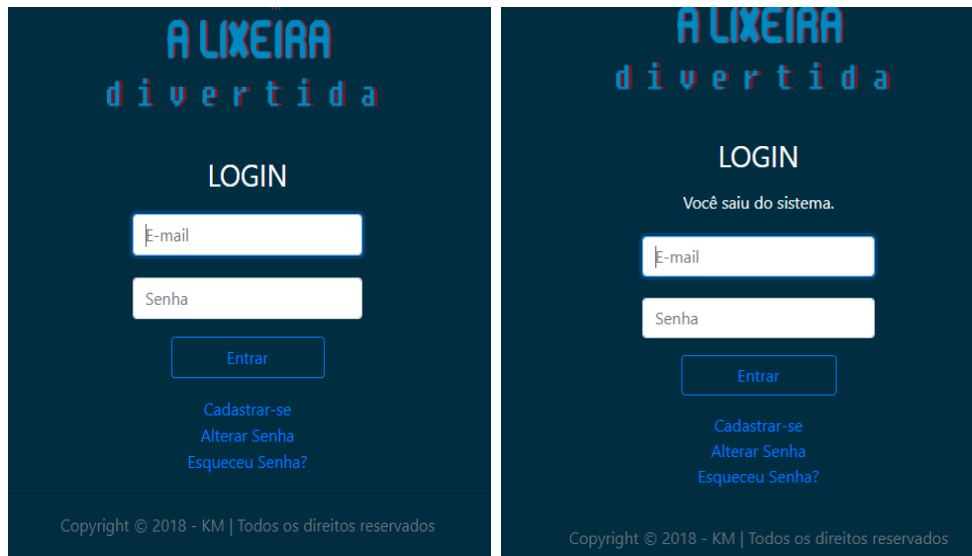 A LIXEIRA
divertida
LOGIN
E-mail
Senha
Entrar
Cadastrar-se
Alterar Senha
Esqueceu Senha?
Copyright © 2018 - KM | Todos os direitos reservados
A LIXEIRA
divertida
LOGIN
Você saiu do sistema.
E-mail
Senha
Entrar
Cadastrar-se
Alterar Senha
Esqueceu Senha?
Copyright © 2018 - KM | Todos os direitos reservados